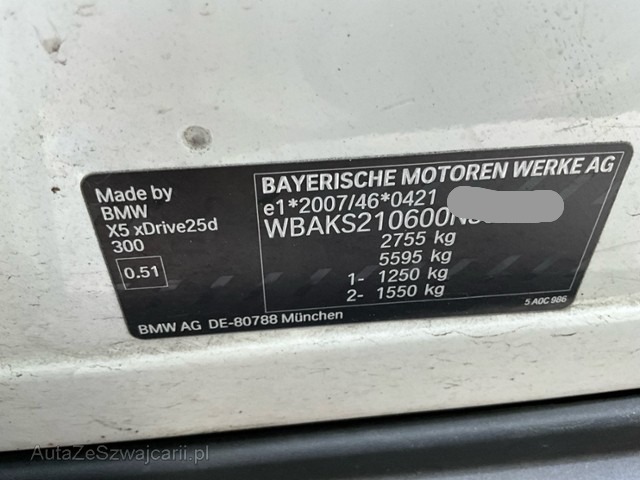 Made by
BMW
X5 xDrive25d
300
0.51
BMW AG DE-80788 München
BAYERISCHE MOTOREN WERKE AG
e1*2007/46*0421
WBAKS210600N
2755 kg
5595 kg
1- 1250 kg
2- 1550 kg
5 A0C 986
AutaZeSzwajcarii.pl